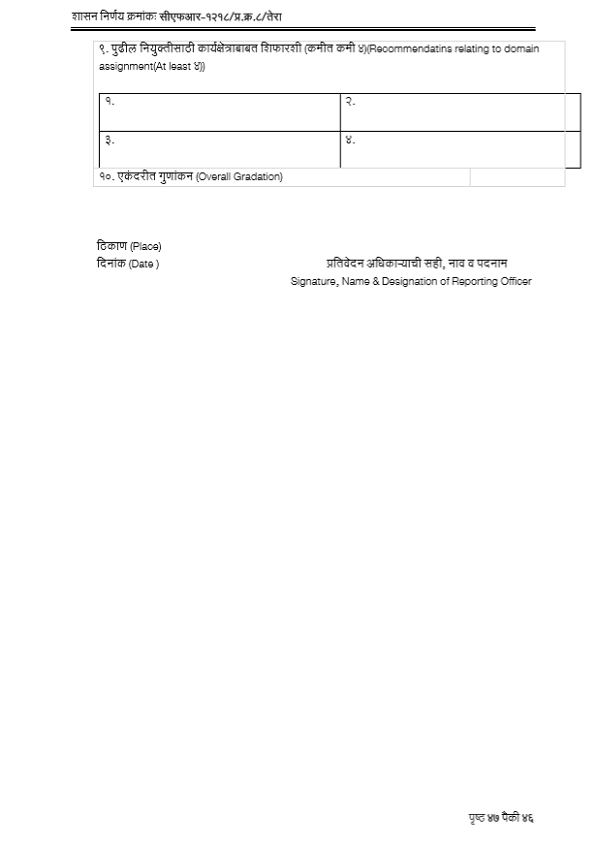 शासन निर्णय क्रमांकः सीएफआर-१२१८/प्र.क्र.८/तेरा
९. पुढील नियुक्तीसाठी कार्यक्षेत्राबाबत शिफारशी (कमीत कमी ४)(Recommendatins relating to domain
assignment(At least ४))
१. २.
३. ४.
१०. एकंदरीत गुणांकन (Overall Gradation)
ठिकाण (Place)
दिनांक (Date ) प्रतिवेदन अधिकाऱ्याची सही, नाव व पदनाम
Signature, Name & Designation of Reporting Officer
पृष्ठ ४७ पैकी ४६